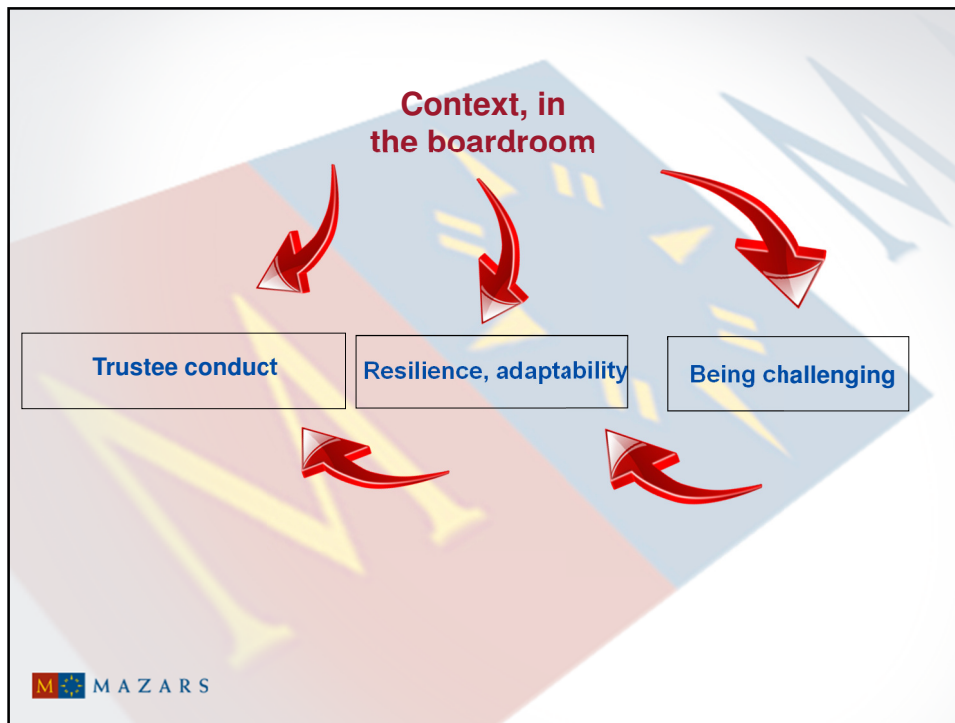 Context, in
the boardroom
Trustee conduct
Resilience, adaptability
Being challenging
M MAZARS